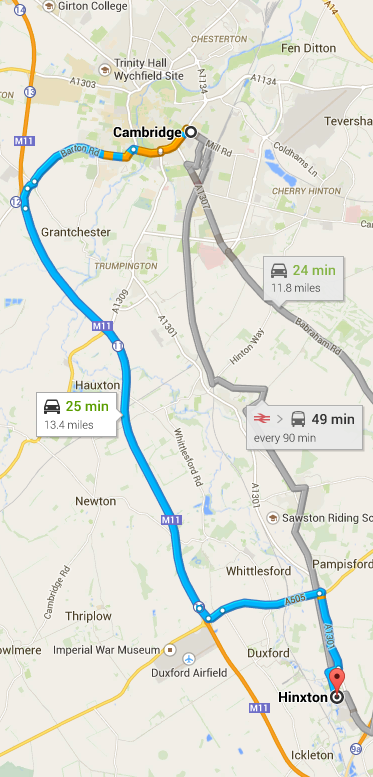 14
Girton College
CHESTERTON
Fen Ditton
Trinity Hall
Wychfield Site
A1303
A1134
A1134
13
M11
Cambridge
Teversha
Mill Rd
Coldhams Ln
Barton Rd
CHERRY HINTON
12
A1307
Grantchester
TRUMPINGTON
24 min
11.8 miles
A1309
M11
A1301
Babraham Rd
11
Hinton Way
Hauxton
25 min
13.4 miles
> 49 min
every 90 min
Whittlesford Rd
A1301
Newton
M11
Sawston Riding Sc
Cambridge Rd
Whittlesford
Pampisford
A505
10
Thriplow
A1301
owlmere
Imperial War Museum
Duxford
Duxford Airfield
Hinxton
M11
9a
Ickleton